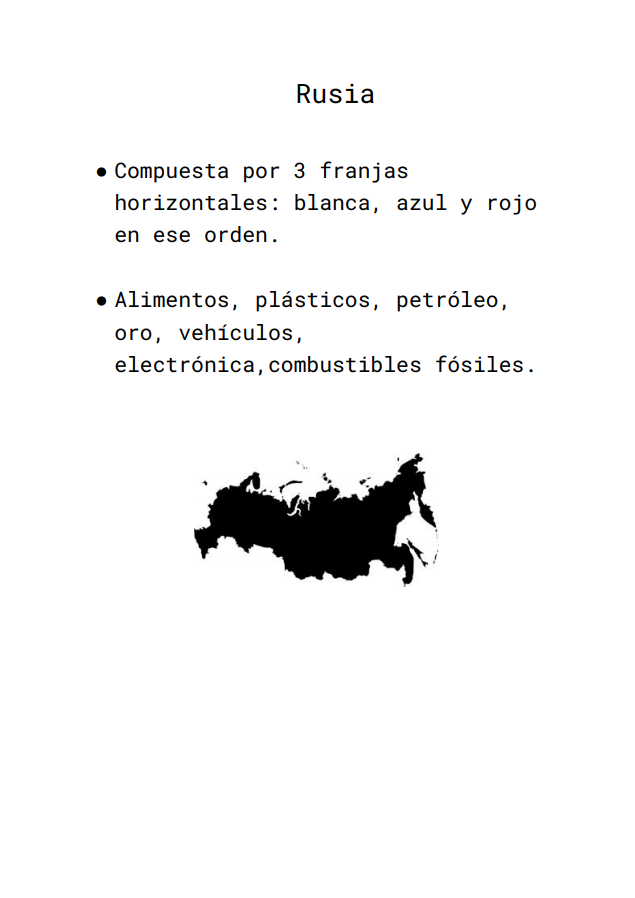 Rusia
● Compuesta por 3 franjas
horizontales: blanca, azul y rojo
en ese orden.
● Alimentos, plásticos, petróleo,
oro, vehículos,
electrónica,combustibles fósiles.